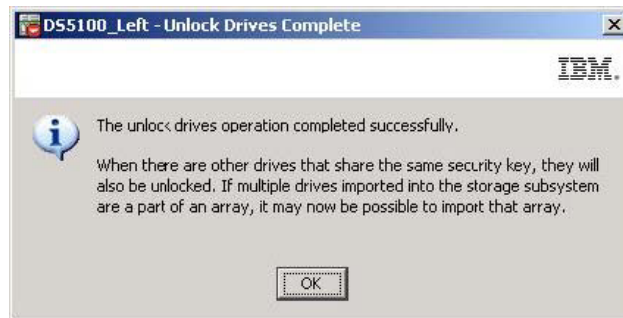 DS5100_Left - Unlock Drives Complete
IBM.
The unlock drives operation completed successfully.
When there are other drives that share the same security key, they will
also be unlocked. If multiple drives imported into the storage subsystem
are a part of an array, it may now be possible to import that array.
OK